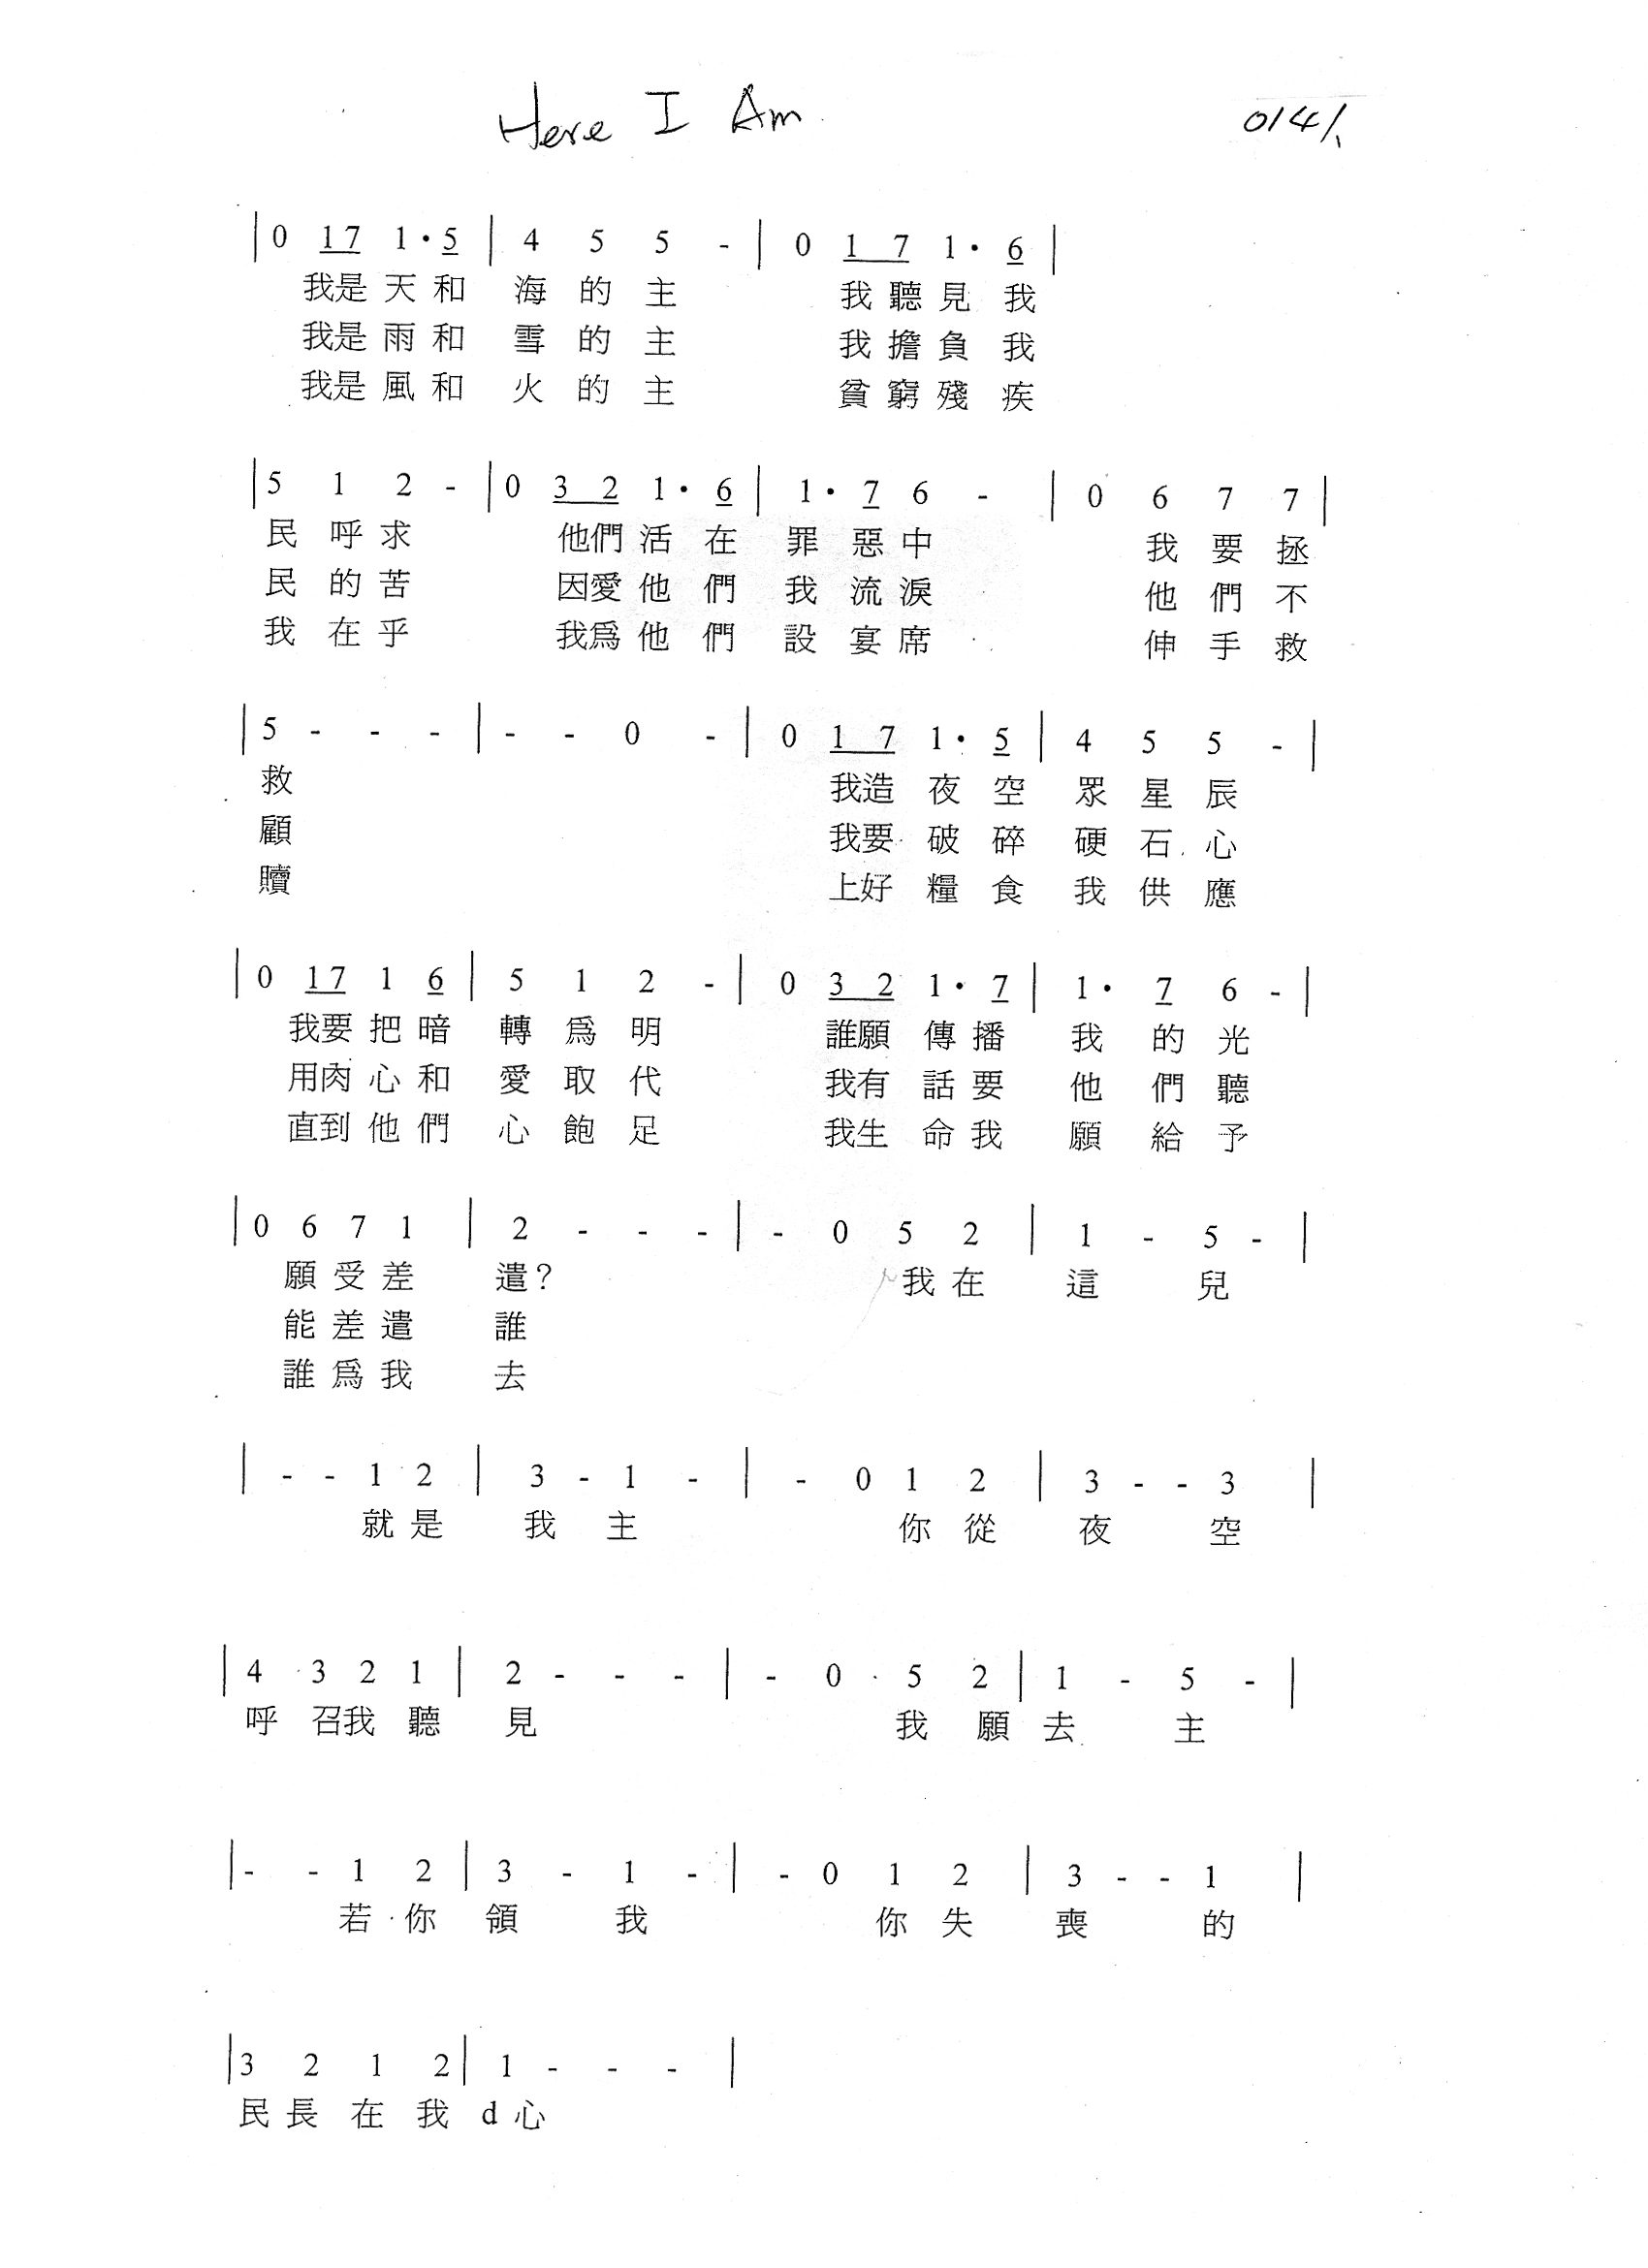 Here I Am 0141
|0 17 1·5| 4 5 5 -| 0 1 7 1· 6|
我是天和 海的主 我聽見我
我是雨和 雪的主 我擔負我
我是風和 火的主 貧窮殘疾
|5 1 2 -|0 3 2 1· 6| 1· 7 6 -| 0 6 7 7|
民呼求 他們活在 罪惡中 我要拯
民的苦 因愛他們 我流淚 他們不
我在乎 我爲他們 設宴席 伸手救
|5 - - -|- - 0 -| 0 1 7 1· 5| 4 5 5 -|
救 我造夜空 眾星辰
顧 我要破碎 硬石心
贖 上好糧食 我供應
|0 17 1 6| 5 1 2 -| 0 3 2 1· 7| 1· 7 6 -|
我要把暗 轉爲明 誰願傳播 我的光
用肉心和 愛取代 我有話要 他們聽
直到他們 心飽足 我生命我 願給予
|0 6 7 1| 2 - - -| - 0 5 2| 1 - 5 -|
願受差 遣? 我在 這兒
能差遣 誰
誰爲我 去
|- - 1 2| 3 - 1 -| - 0 1 2| 3 - - 3|
就是 我主 你從 夜空
|4 3 2 1| 2 - - -| - 0 5 2| 1 - 5 -|
呼召我聽 見 我願 去主
|- - 1 2| 3 - 1 -| - 0 1 2| 3 - - 1|
若你 領我 你失 喪的
|3 2 1 2| 1 - - -|
民長在我 d心